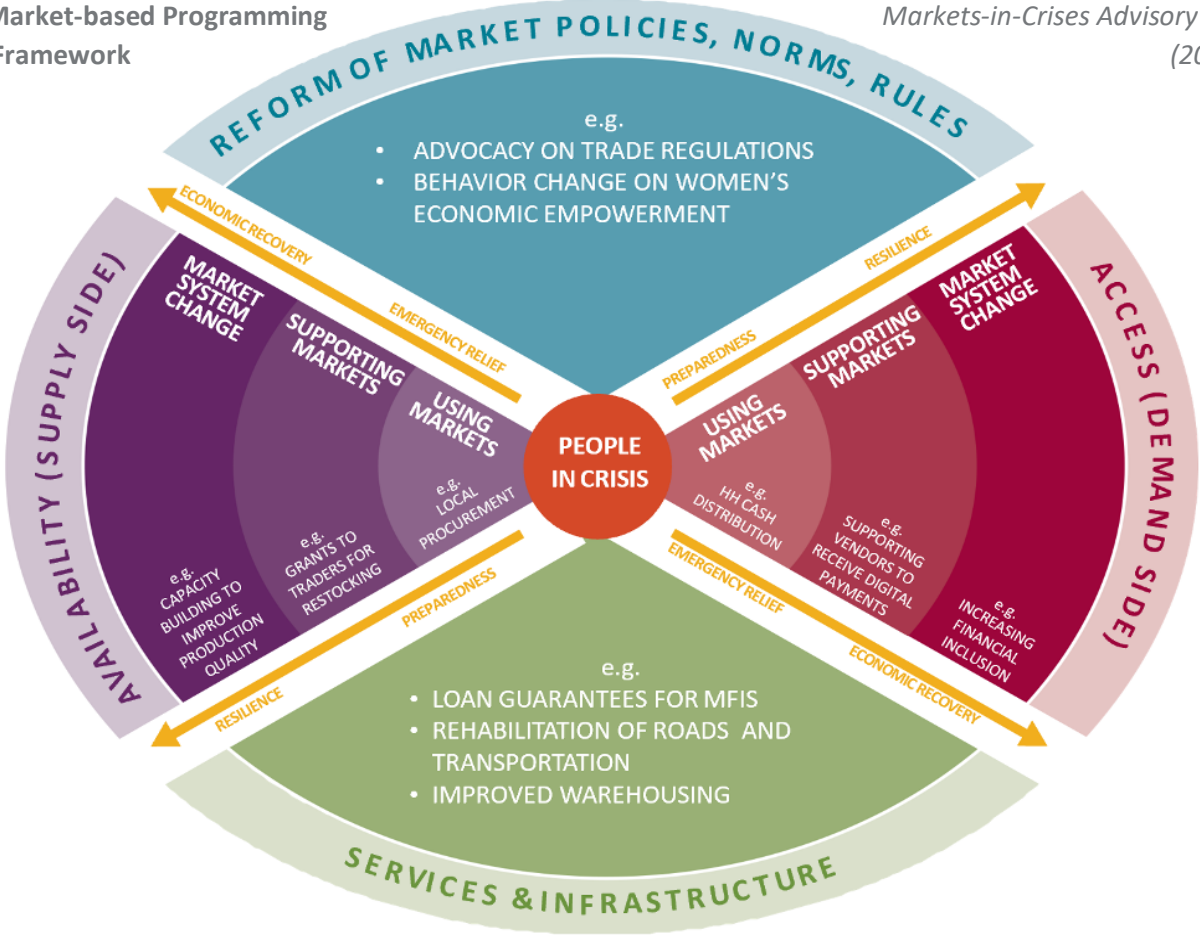 Market-based Programming
Framework
Markets-in-Crises Advisory
(20
REFORM OF MARKET POLICIES, NORMS, RULES
e.g.
• ADVOCACY ON TRADE REGULATIONS
• BEHAVIOR CHANGE ON WOMEN'S
ECONOMIC EMPOWERMENT
ECONOMIC RECOVERY
EMERGENCY RELIEF
RESILIENCE
PREPAREDNESS
AVAILABILITY (SUPPLY SIDE)
MARKET
SYSTEM
CHANGE
e.g.
CAPACITY
BUILDING TO
IMPROVE
PRODUCTION
QUALITY
SUPPORTING
MARKETS
e.g.
GRANTS TO
TRADERS FOR
RESTOCKING
USING
MARKETS
e.g.
LOCAL
PROCUREMENT
PEOPLE
IN CRISIS
USING
MARKETS
e.g.
HH CASH
DISTRIBUTION
SUPPORTING
MARKETS
e.g.
SUPPORTING
VENDORS TO
RECEIVE DIGITAL
PAYMENTS
MARKET
SYSTEM
CHANGE
e.g.
INCREASING
FINANCIAL
INCLUSION
ACCESS (DEMAND SIDE)
PREPAREDNESS
RESILIENCE
EMERGENCY RELIEF
ECONOMIC RECOVERY
e.g.
• LOAN GUARANTEES FOR MFIS
• REHABILITATION OF ROADS AND
TRANSPORTATION
• IMPROVED WAREHOUSING
SERVICES & INFRASTRUCTURE